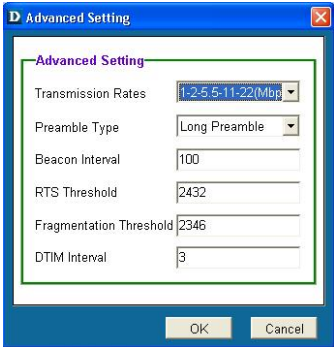 D Advanced Setting
Advanced Setting
Transmission Rates 1-2-5.5-11-22(Mbp
Preamble Type Long Preamble
Beacon Interval 100
RTS Threshold 2432
Fragmentation Threshold 2346
DTIM Interval 3
OK Cancel